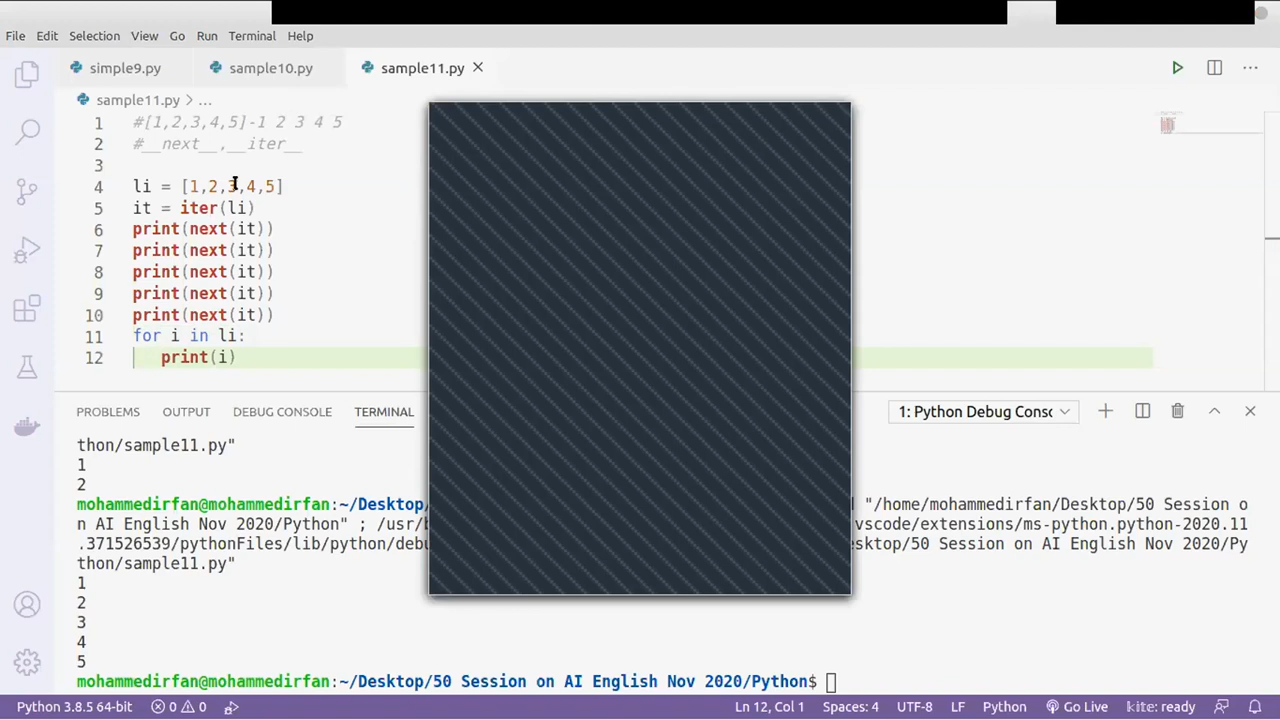 File Edit Selection View Go Run Terminal Help
simple9.py sample10.py sample11.py
sample11.py > ...
1 #[1,2,3,4,5]-1 2 3 4 5
2 #__next__,__iter__
3
4 li = [1,2,3,4,5]
5 it = iter(li)
6 print(next(it))
7 print(next(it))
8 print(next(it))
9 print(next(it))
10 print(next(it))
11 for i in li:
12 print(i)
PROBLEMS OUTPUT DEBUG CONSOLE TERMINAL 1: Python Debug Consc
thon/sample11.py"
1
2
mohammedirfan@mohammedirfan:~/Desktop/ "/home/mohammedirfan/Desktop/50 Session o
n AI English Nov 2020/Python" ; /usr/ vscode/extensions/ms-python.python-2020.11
.371526539/pythonFiles/lib/python/deb sktop/50 Session on AI English Nov 2020/Py
thon/sample11.py"
1
2
3
4
5
mohammedirfan@mohammedirfan:~/Desktop/50 Session on AI English Nov 2020/Python$
Python 3.8.5 64-bit 0 0 Ln 12, Col 1 Spaces: 4 UTF-8 LF Python Go Live kite: ready